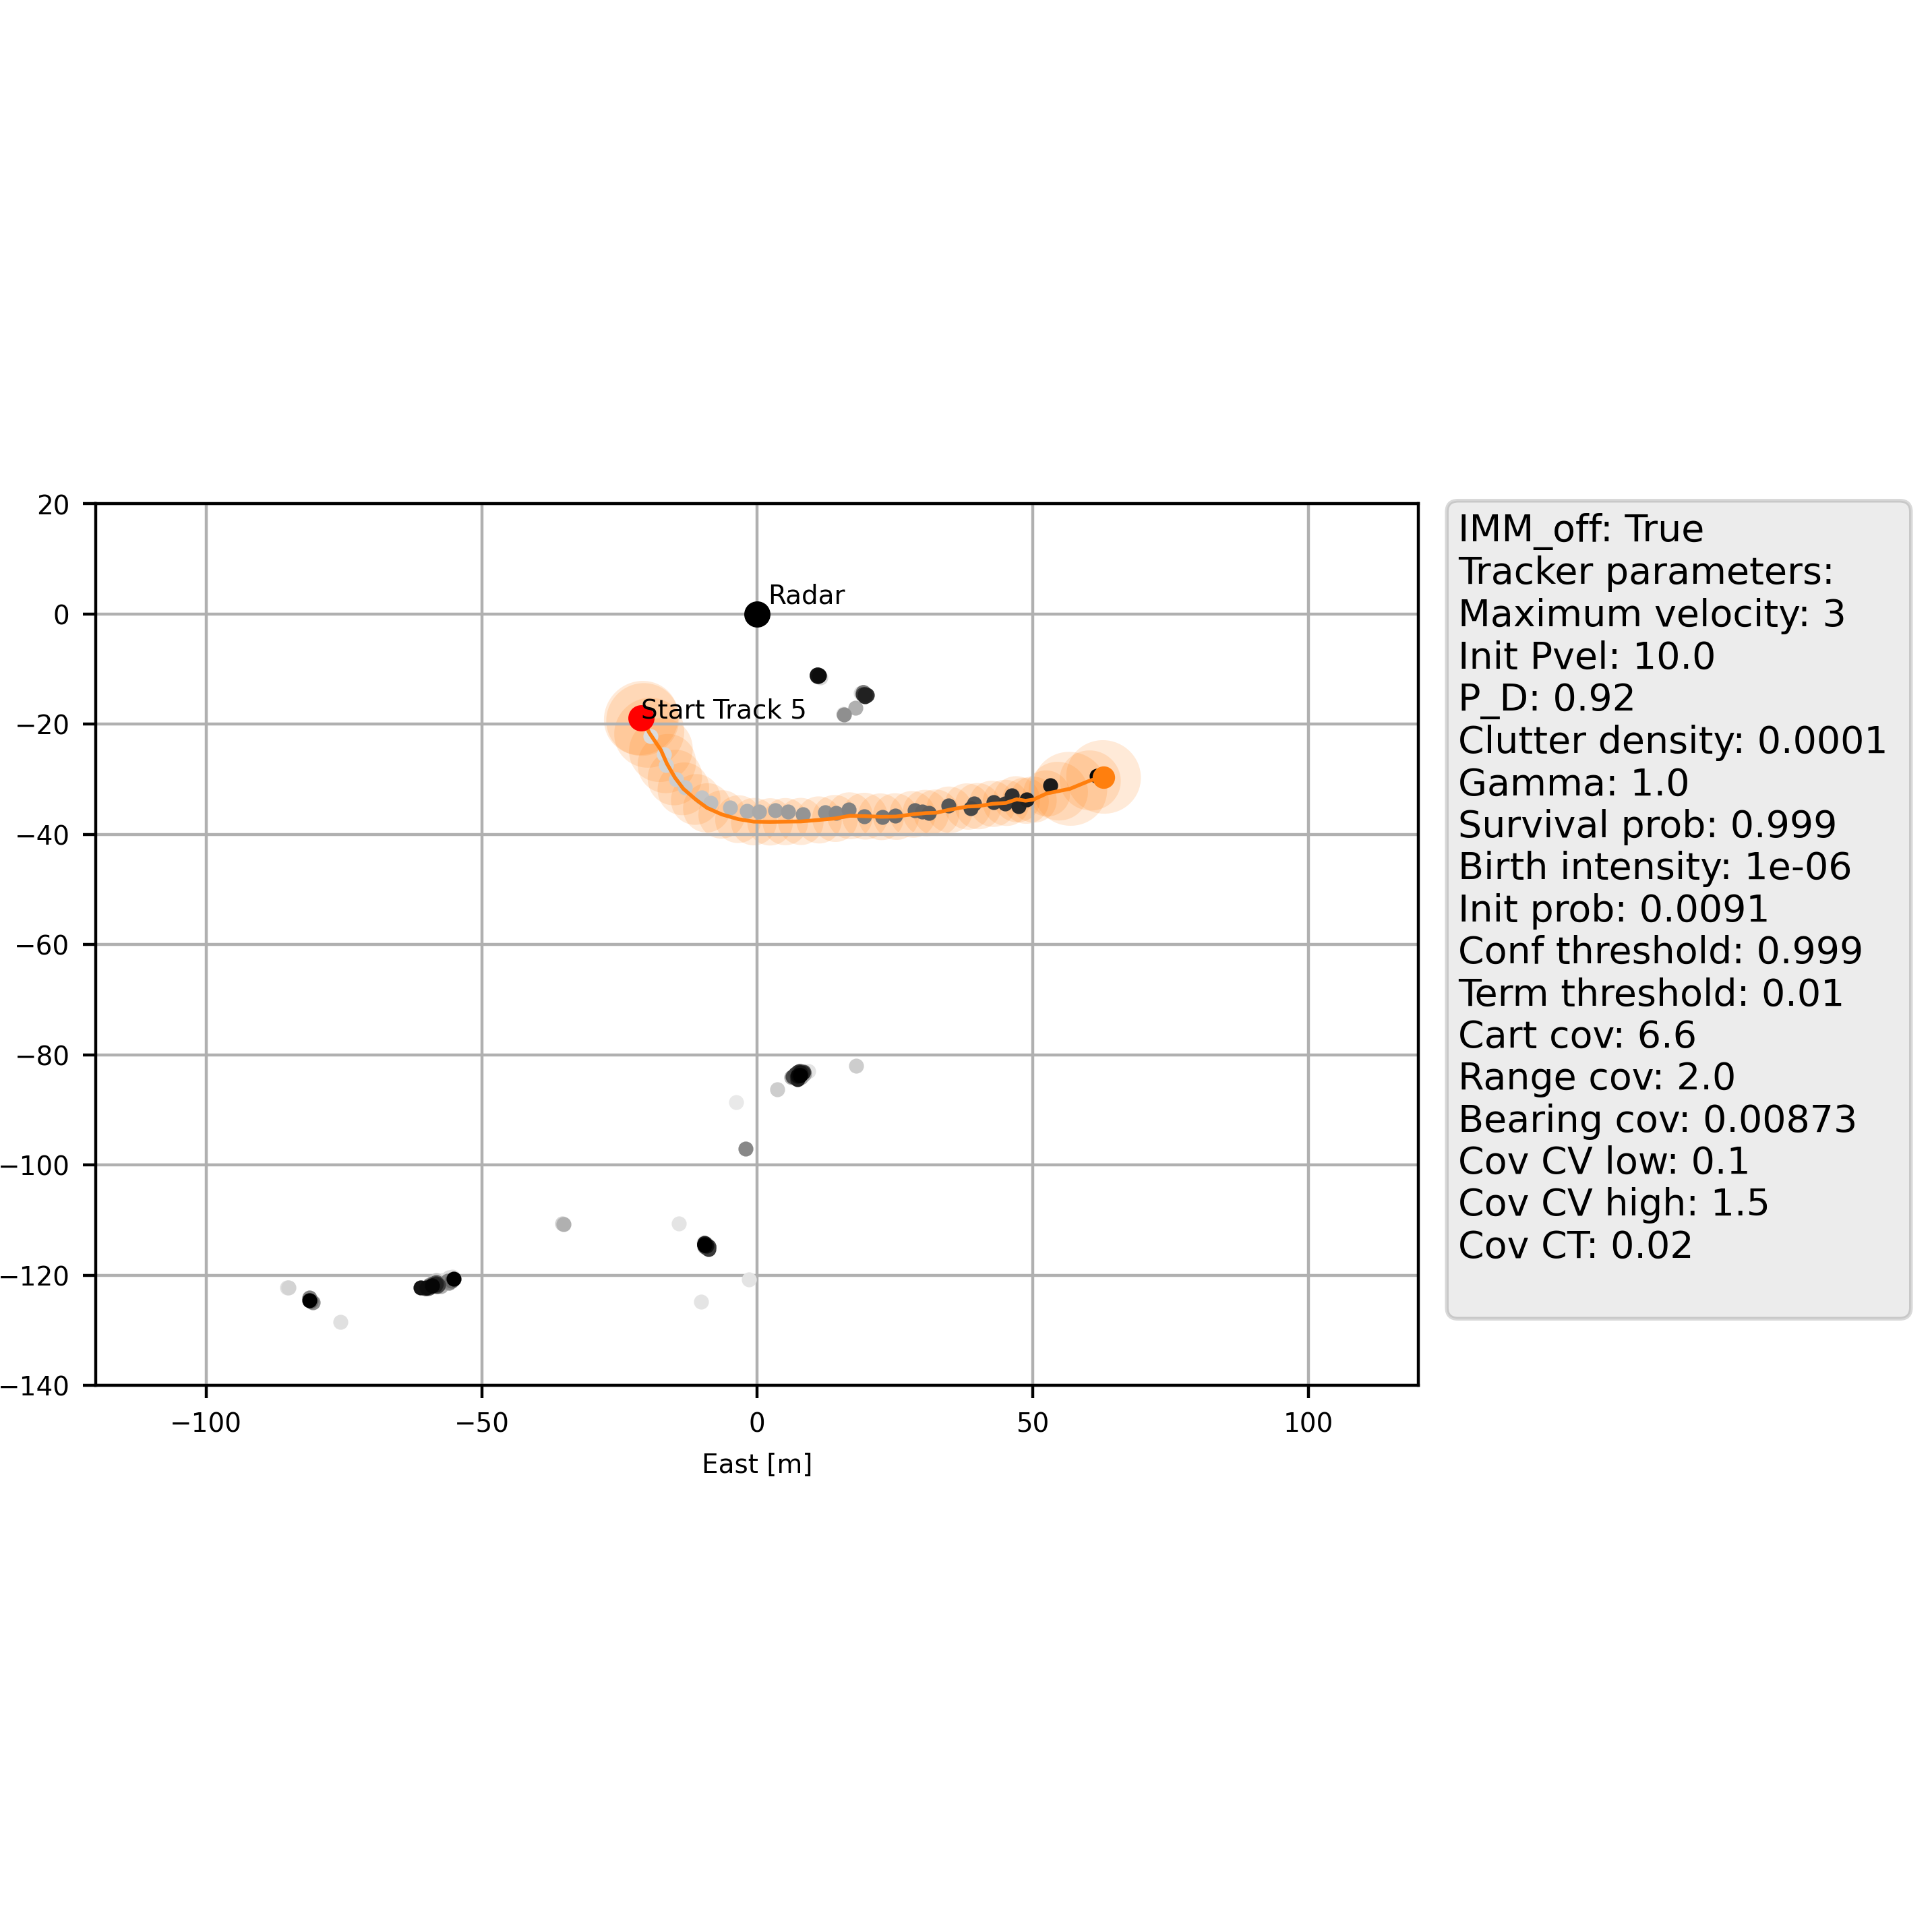 20
0
−20
−40
−60
−80
−100
−120
−140
Radar
Start Track 5
−100
−50
0
50
100
East [m]
IMM_off: True
Tracker parameters:
Maximum velocity: 3
Init Pvel: 10.0
P_D: 0.92
Clutter density: 0.0001
Gamma: 1.0
Survival prob: 0.999
Birth intensity: 1e-06
Init prob: 0.0091
Conf threshold: 0.999
Term threshold: 0.01
Cart cov: 6.6
Range cov: 2.0
Bearing cov: 0.00873
Cov CV low: 0.1
Cov CV high: 1.5
Cov CT: 0.02